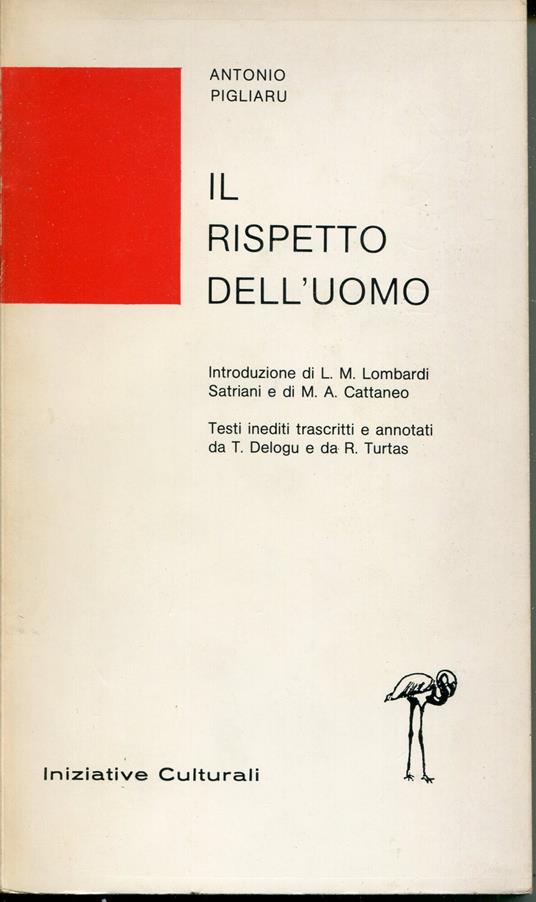 ANTONIO
PIGLIARU
IL
RISPETTO
DELL'UOMO
Introduzione di L. M. Lombardi
Satriani e di M. A. Cattaneo
Testi inediti trascritti e annotati
da T. Delogu e da R. Turtas
Iniziative Culturali